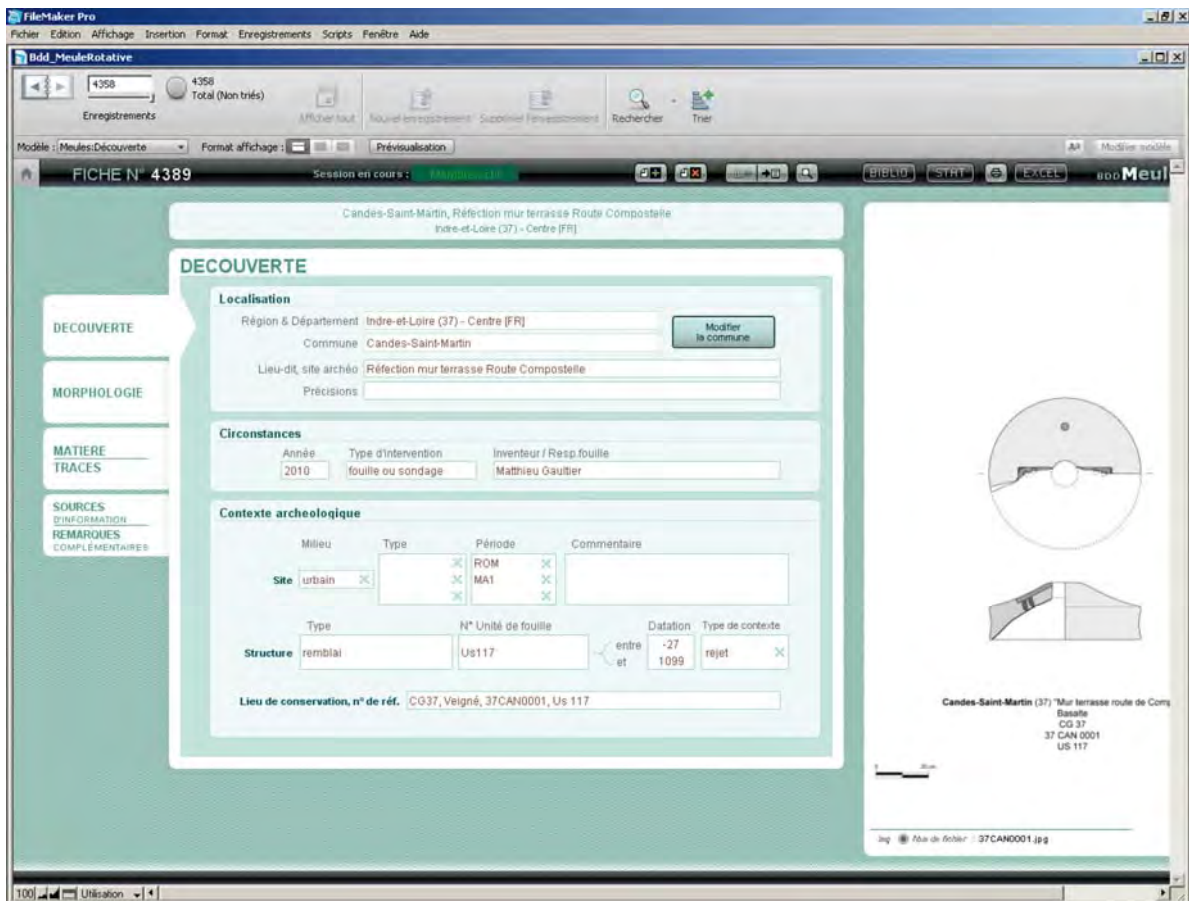 FileMaker Pro
Fichier Edition Affichage Insertion Format Enregistrements Scripts Fenêtre Aide
Bdd_MeuleRotative
4358
4358
Total (Non triés)
Enregistrements
Afficher tout
Nouvel enregistrement
Supprimer l'enregistrement
Rechercher
Trier
Modèle : Meules:Découverte
Format affichage :
Prévisualisation
Modifier modèle
FICHE N° 4389
Session en cours :
BIBLIO
STAT
EXCEL
BDD Meul
Candes-Saint-Martin, Réfection mur terrasse Route Compostelle
Indre-et-Loire (37) - Centre [FR]
DECOUVERTE
MORPHOLOGIE
MATIERE
TRACES
SOURCES
D'INFORMATION
REMARQUES
COMPLÉMENTAIRES
DECOUVERTE
Localisation
Région & Département Indre-et-Loire (37) - Centre [FR]
Modifier
la commune
Commune Candes-Saint-Martin
Lieu-dit, site archéo Réfection mur terrasse Route Compostelle
Précisions
Circonstances
Année Type d'intervention Inventeur / Resp.fouille
2010 fouille ou sondage Matthieu Gaultier
Contexte archeologique
Milieu Type Période Commentaire
ROM
Site urbain MA1
Type N° Unité de fouille Datation Type de contexte
Structure remblai Us117 entre -27 rejet
et 1099
Lieu de conservation, n° de réf. CG37, Veigné, 37CAN0001, Us 117
Candes-Saint-Martin (37) "Mur terrasse route de Comp
Basalte
CG 37
37 CAN 0001
US 117
0 20 cm
37CAN0001.jpg
100 Utilisation